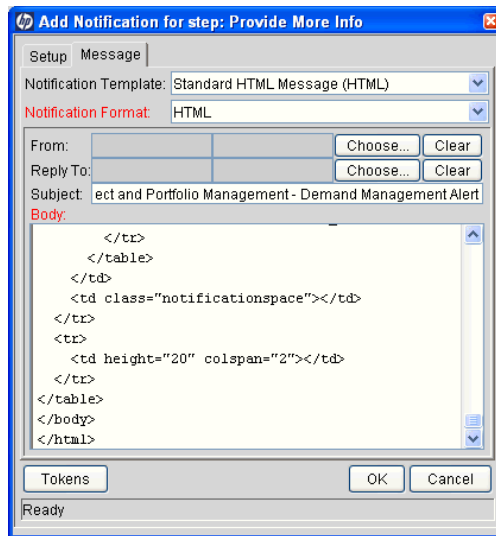 hp Add Notification for step: Provide More Info
Setup Message
Notification Template: Standard HTML Message (HTML)
Notification Format: HTML
From: Choose... Clear
Reply To: Choose... Clear
Subject: ect and Portfolio Management - Demand Management Alert
Body:
</tr>
</table>
</td>
<td class="notificationspace"></td>
</tr>
<tr>
<td height="20" colspan="2"></td>
</tr>
</table>
</body>
</html>
Tokens OK Cancel
Ready